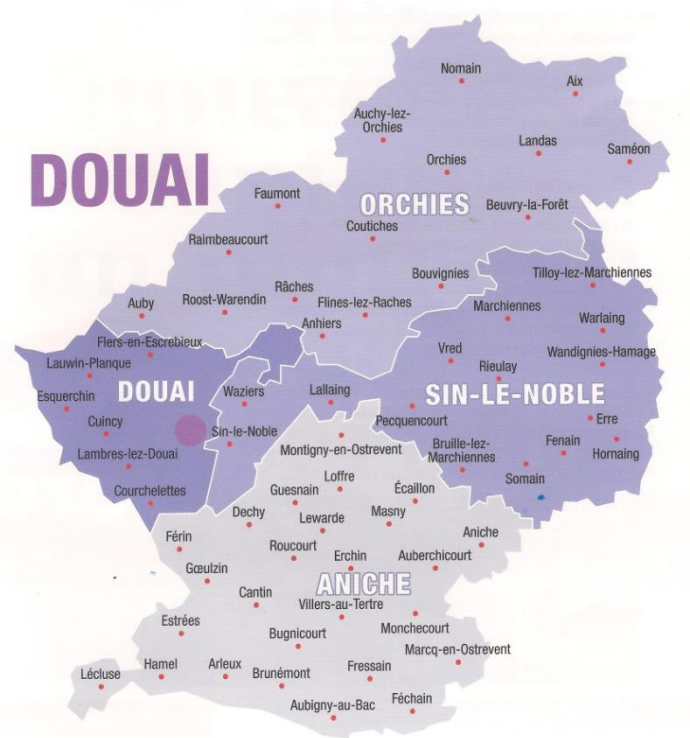 Nomain
Aix
Auchy-lez-
Orchies
Landas
Saméon
Orchies
DOUAI
Faumont
ORCHIES
Beuvry-la-Forêt
Coutiches
Raimbeaucourt
Bouvignies
Tilloy-lez-Marchiennes
Râches
Roost-Warendin
Flines-lez-Raches
Auby
Marchiennes
Anhiers
Warlaing
Flers-en-Escrebieux
Vred
Wandignies-Hamage
Lauwin-Planque
Rieulay
DOUAI
Waziers
Lallaing
SIN-LE-NOBLE
Esquerchin
Cuincy
Pecquencourt
Erre
Sin-le-Noble
Montigny-en-Ostrevent
Bruille-lez-
Marchiennes
Fenain
Hornaing
Lambres-lez-Douai
Somain
Loffre
Courchelettes
Guesnain
Écaillon
Dechy
Lewarde
Masny
Aniche
Férin
Roucourt
Erchin
Auberchicourt
Gœulzin
ANICHE
Cantin
Villers-au-Tertre
Estrées
Bugnicourt
Monchecourt
Marcq-en-Ostrevent
Lécluse
Hamel
Arleux
Brunémont
Fressain
Aubigny-au-Bac
Féchain